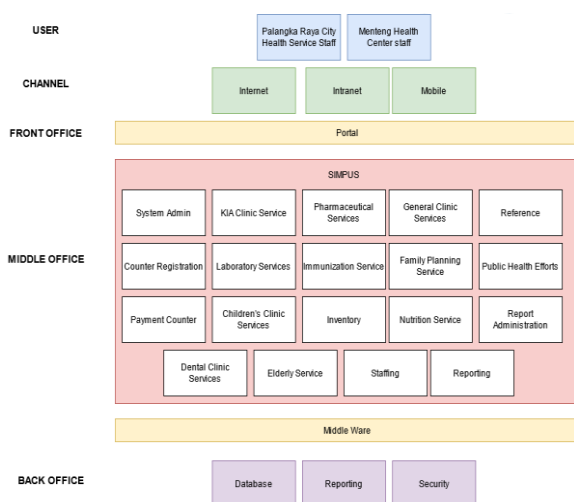 USER
Palangka Raya City
Health Service Staff
Menteng Health
Center staff
CHANNEL
Internet
Intranet
Mobile
FRONT OFFICE
Portal
SIMPUS
MIDDLE OFFICE
System Admin
KIA Clinic Service
Pharmaceutical
Services
General Clinic
Services
Reference
Counter Registration
Laboratory Services
Immunization Service
Family Planning
Service
Public Health Efforts
Payment Counter
Children's Clinic
Services
Inventory
Nutrition Service
Report
Administration
Dental Clinic
Services
Elderly Service
Staffing
Reporting
Middle Ware
BACK OFFICE
Database
Reporting
Security